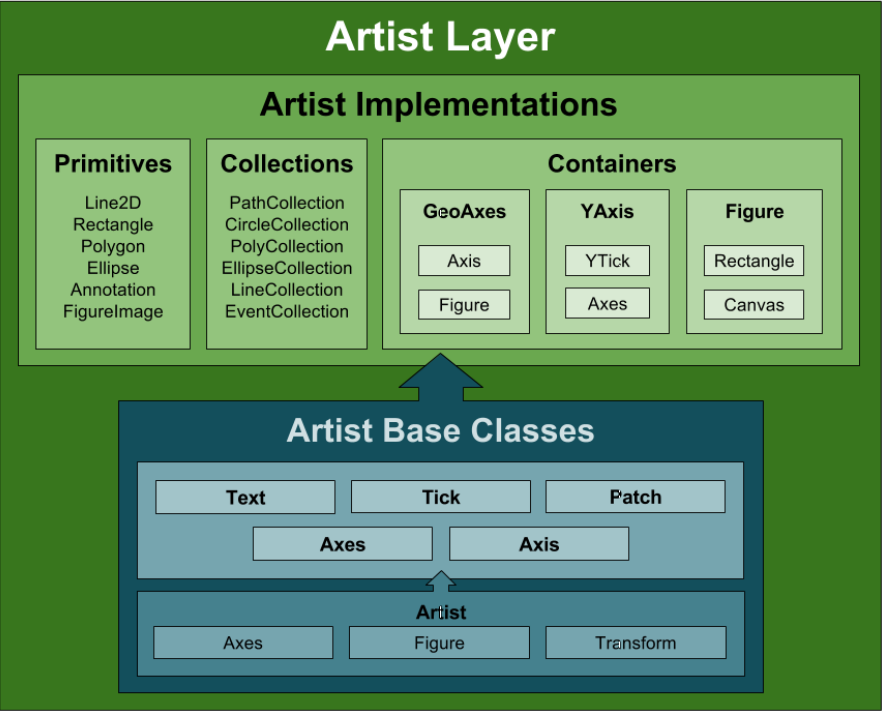 Artist Layer
Artist Implementations
Primitives
Line2D
Rectangle
Polygon
Ellipse
Annotation
FigureImage
Collections
PathCollection
CircleCollection
PolyCollection
EllipseCollection
LineCollection
EventCollection
Containers
GeoAxes
Axis
Figure
YAxis
YTick
Axes
Figure
Rectangle
Canvas
Artist Base Classes
Text
Tick
Patch
Axes
Axis
Artist
Axes
Figure
Transform